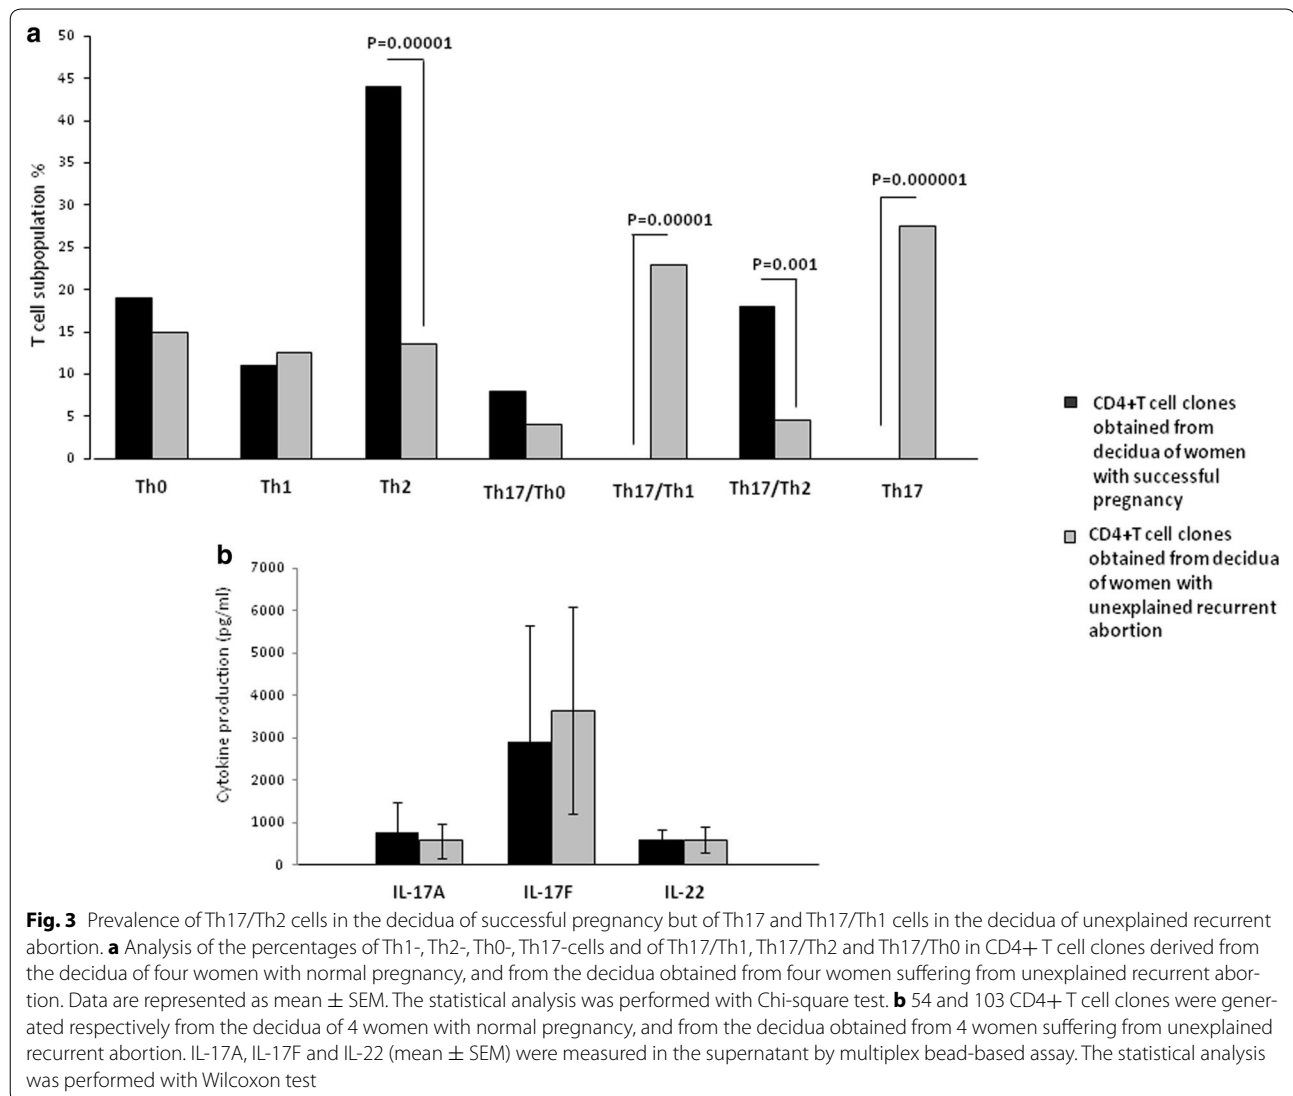 a
50
45
40
35
30
25
20
15
10
5
0
T cell subpopulation %
P=0.00001
P=0.00001
P=0.001
P=0.000001
Th0 Th1 Th2 Th17/Th0 Th17/Th1 Th17/Th2 Th17
CD4+T cell clones
obtained from
decidua of women
with successful
pregnancy
CD4+T cell clones
obtained from decidua
of women with
unexplained recurrent
abortion
b
7000
6000
5000
4000
3000
2000
1000
0
Cytokine production (pg/ml)
IL-17A IL-17F IL-22
Fig. 3 Prevalence of Th17/Th2 cells in the decidua of successful pregnancy but of Th17 and Th17/Th1 cells in the decidua of unexplained recurrent
abortion. a Analysis of the percentages of Th1-, Th2-, Th0-, Th17-cells and of Th17/Th1, Th17/Th2 and Th17/Th0 in CD4+ T cell clones derived from
the decidua of four women with normal pregnancy, and from the decidua obtained from four women suffering from unexplained recurrent abor-
tion. Data are represented as mean ± SEM. The statistical analysis was performed with Chi-square test. b 54 and 103 CD4+ T cell clones were gener-
ated respectively from the decidua of 4 women with normal pregnancy, and from the decidua obtained from 4 women suffering from unexplained
recurrent abortion. IL-17A, IL-17F and IL-22 (mean ± SEM) were measured in the supernatant by multiplex bead-based assay. The statistical analysis
was performed with Wilcoxon test